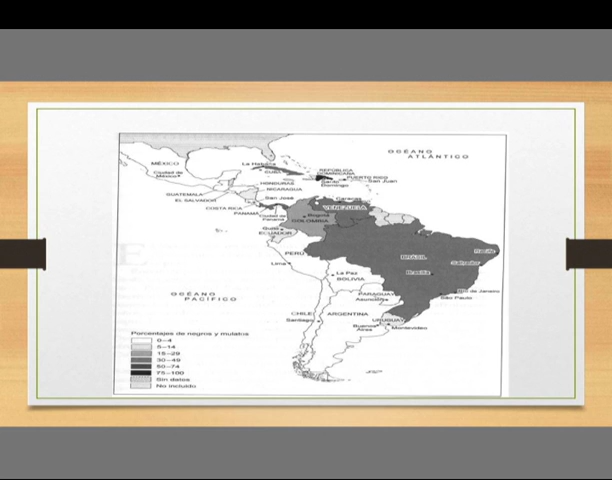 OCÉANO
ATLÁNTICO
MÉXICO
Ciudad de
México
La Habana
CUBA
REPÚBLICA
DOMINICANA
PUERTO RICO
San Juan
Santo
Domingo
HONDURAS
NICARAGUA
GUATEMALA
EL SALVADOR
San José
COSTA RICA
PANAMÁ
Ciudad de
Panamá
Caracas
VENEZUELA
Bogotá
COLOMBIA
Quito
ECUADOR
PERÚ
Lima
BRASIL
Recife
Salvador
Brasilia
La Paz
BOLIVIA
Rio de Janeiro
São Paulo
PARAGUAY
Asunción
OCÉANO
PACÍFICO
CHILE
Santiago
ARGENTINA
URUGUAY
Buenos
Aires
Montevideo
Porcentajes de negros y mulatos
0–4
5–14
15–29
30–49
50–74
75–100
Sin datos
No incluido